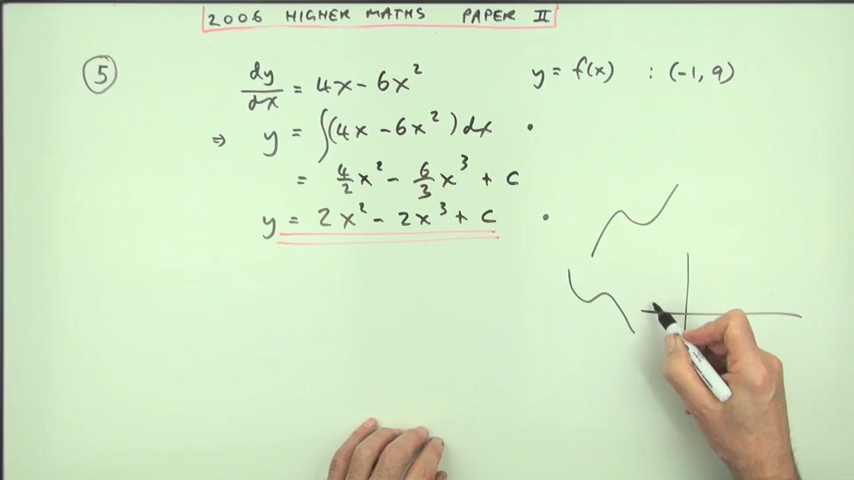 2006 HIGHER MATHS PAPER II
5 dy/dx = 4x - 6x² y = f(x) : (-1, 9)
⇒ y = ∫(4x - 6x²) dx •
= 4/2 x² - 6/3 x³ + c
y = 2x² - 2x³ + c •